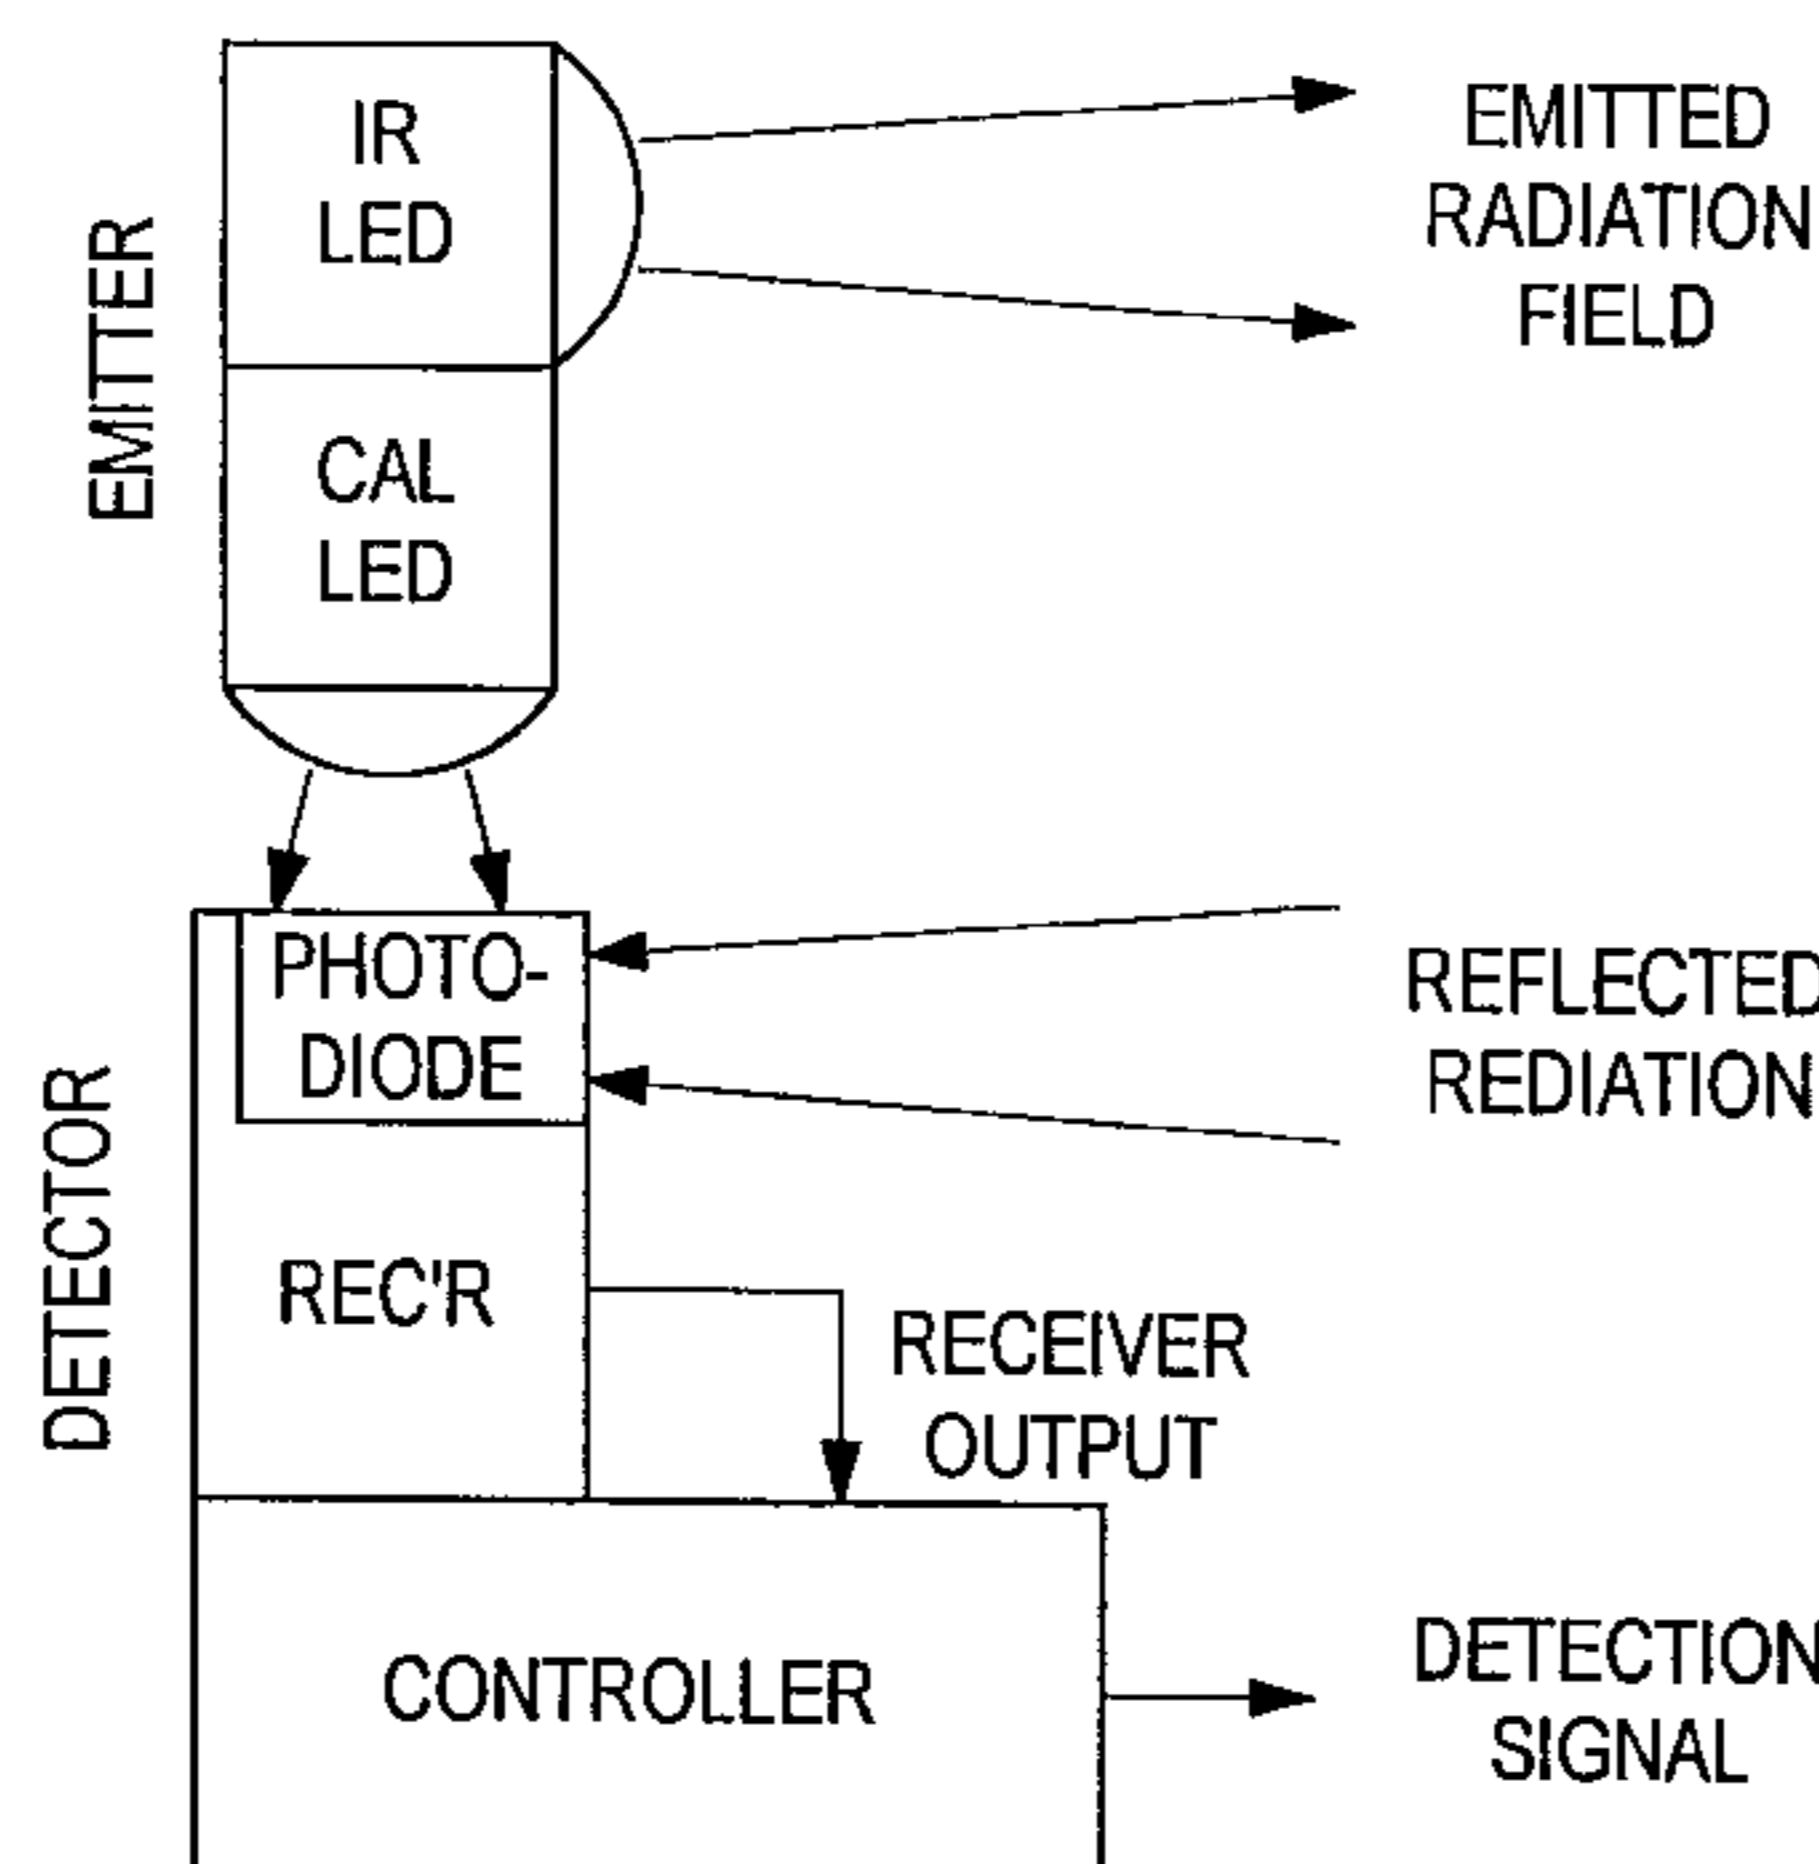 IR
LED
EMITTED
RADIATION
FIELD
EMITTER
CAL
LED
PHOTO-
DIODE
REFLECTED
REDIATION
DETECTOR
REC'R
RECEIVER
OUTPUT
CONTROLLER
DETECTION
SIGNAL